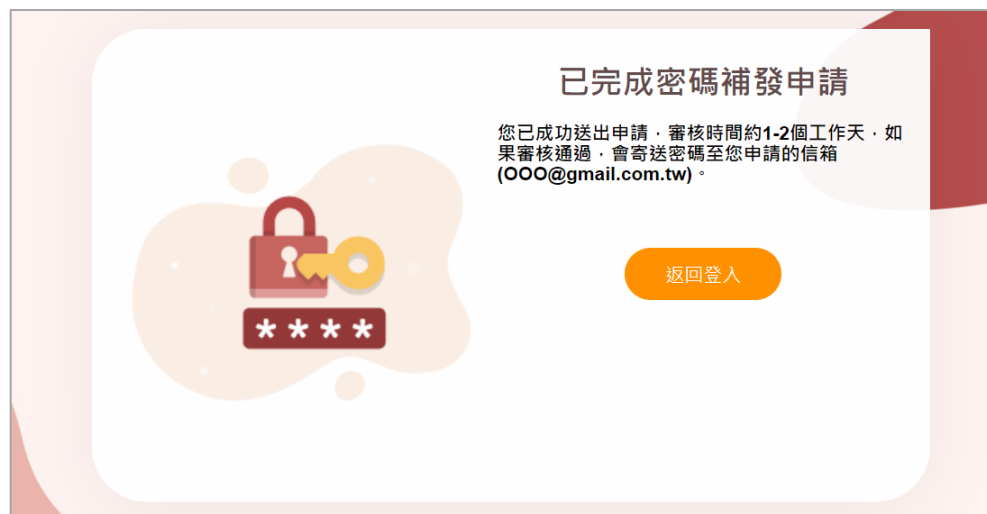 已完成密碼補發申請
您已成功送出申請，審核時間約1-2個工作天，如
果審核通過，會寄送密碼至您申請的信箱
(OOO@gmail.com.tw)。
返回登入
****